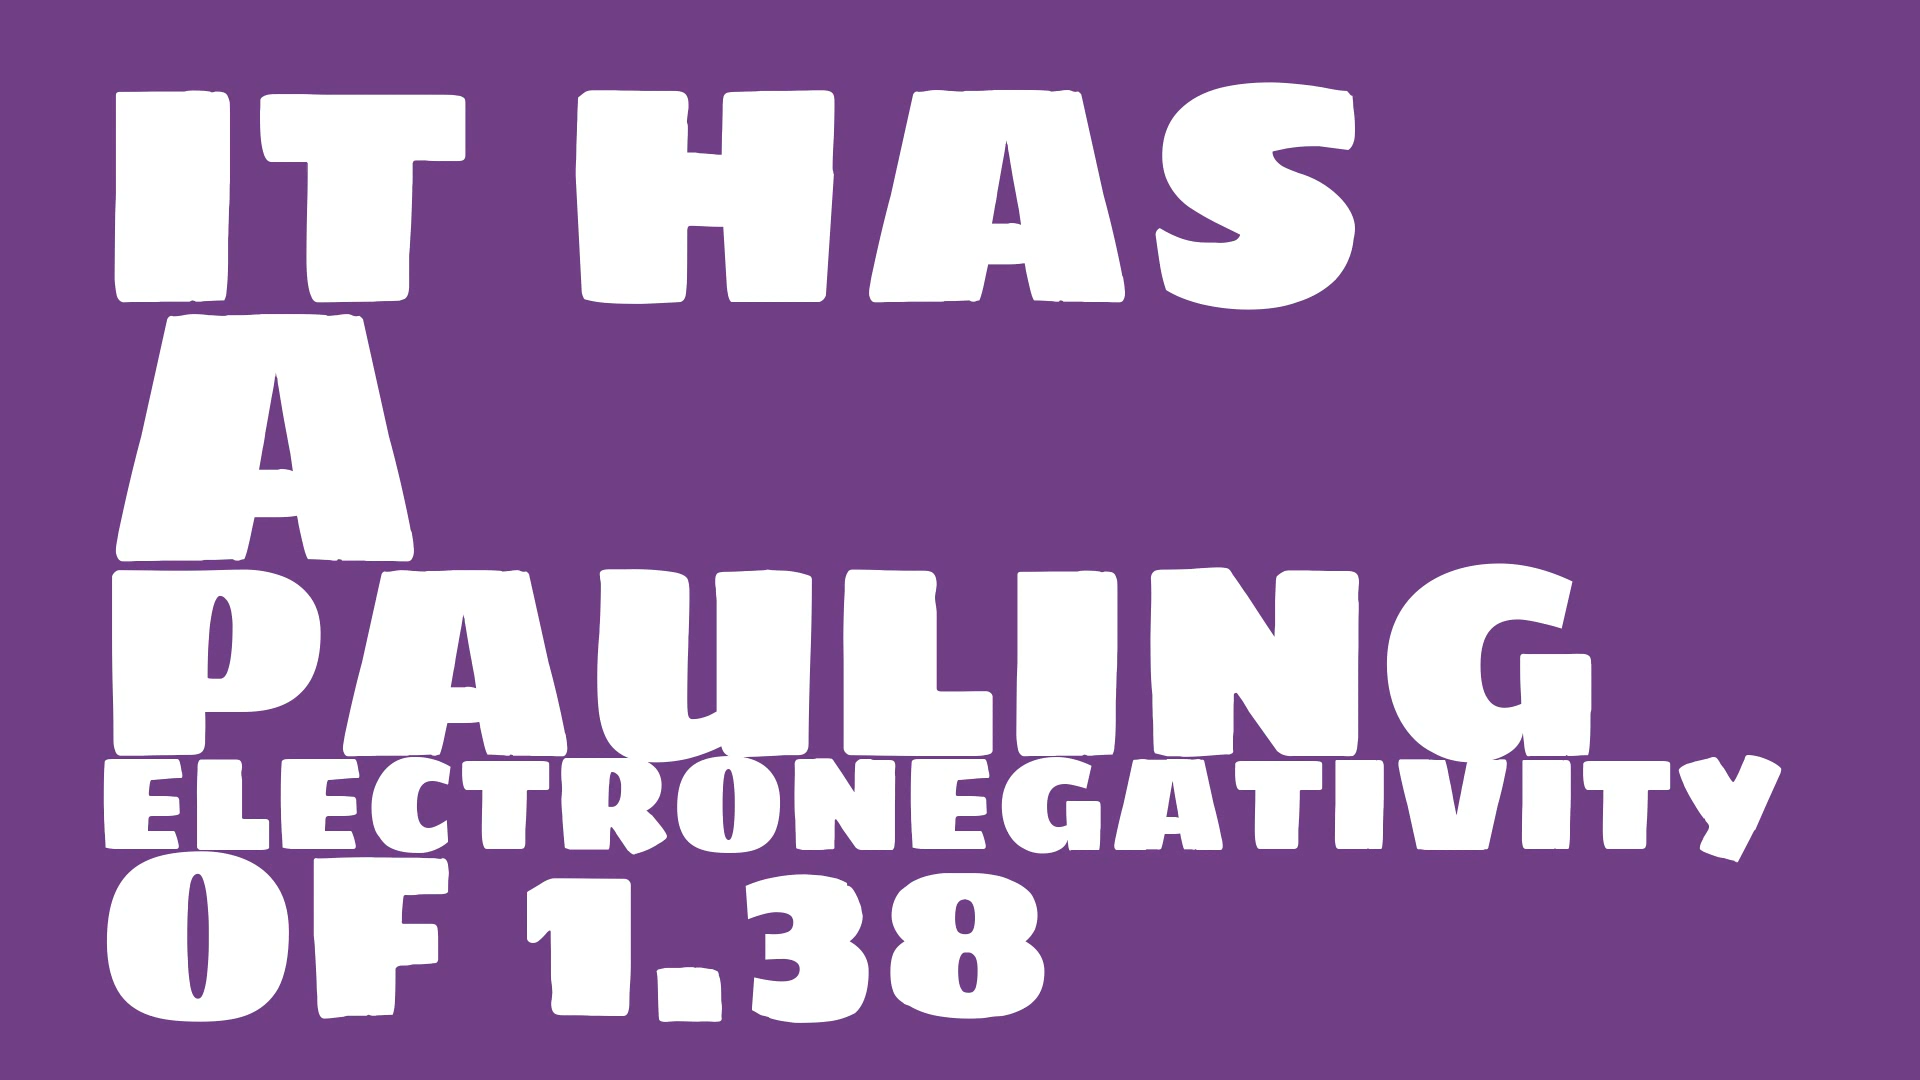 IT HAS
A
PAULING
ELECTRONEGATIVITY
OF 1.38